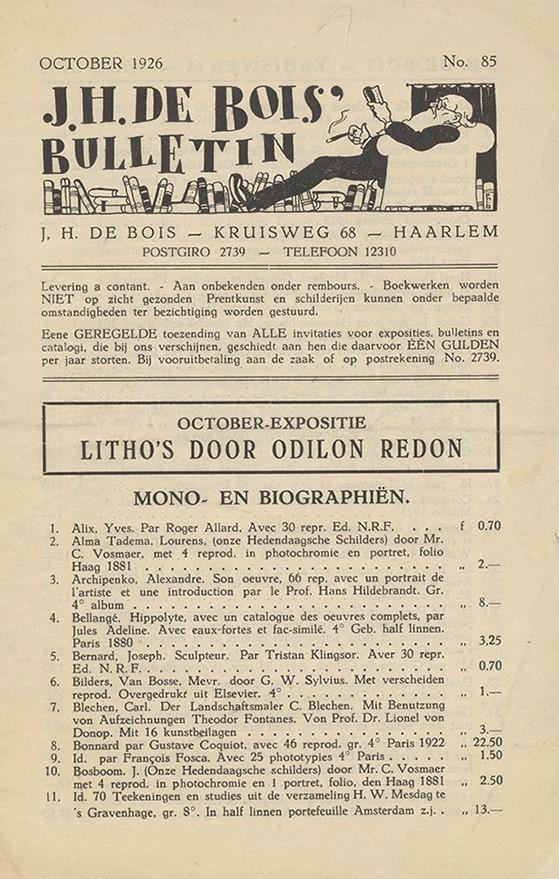 OCTOBER 1926 No. 85
J.H. DE BOIS'
BULLETIN
J. H. DE BOIS — KRUISWEG 68 — HAARLEM
POSTGIRO 2739 — TELEFOON 12310
Levering a contant. - Aan onbekenden onder rembours. - Boekwerken worden
NIET op zicht gezonden Prentkunst en schilderijen kunnen onder bepaalde
omstandigheden ter bezichtiging worden gestuurd.
Eene GEREGELDE toezending van ALLE invitaties voor exposities, bulletins en
catalogi, die bij ons verschijnen, geschiedt aan hen die daarvoor ÉÉN GULDEN
per jaar storten. Bij vooruitbetaling aan de zaak of op postrekening No. 2739.
OCTOBER-EXPOSITIE
LITHO'S DOOR ODILON REDON
MONO- EN BIOGRAPHIËN.
1. Alix, Yves. Par Roger Allard. Avec 30 repr. Ed. N.R.F. . . . f 0.70
2. Alma Tadema, Lourens, (onze Hedendaagsche Schilders) door Mr.
C. Vosmaer, met 4 reprod. in photochromie en portret, folio
Haag 1881 . . . . . . . . . . . . . . . . . . . . . . . . „ 2.—
3. Archipenko, Alexandre. Son oeuvre, 66 rep. avec un portrait de
l'artiste et une introduction par le Prof. Hans Hildebrandt. Gr.
4° album . . . . . . . . . . . . . . . . . . . . . . . . „ 8.—
4. Bellangé, Hippolyte, avec un catalogue des oeuvres complets, par
Jules Adeline. Avec eaux-fortes et fac-similé. 4° Geb. half linnen.
Paris 1880 . . . . . . . . . . . . . . . . . . . . . . . „ 3,25
5. Bernard, Joseph. Sculpteur. Par Tristan Klingsor. Aver 30 repr.
Ed. N. R. F. . . . . . . . . . . . . . . . . . . . . . . „ 0.70
6. Bilders, Van Bosse, Mevr. door G. W. Sylvius. Met verscheiden
reprod. Overgedrukt uit Elsevier. 4° . . . . . . . . . . . „ 1.—
7. Blechen, Carl. Der Landschaftsmaler C. Blechen. Mit Benutzung
von Aufzeichnungen Theodor Fontanes. Von Prof. Dr. Lionel von
Donop. Mit 16 kunstbeilagen . . . . . . . . . . . . . . . „ 3.—
8. Bonnard par Gustave Coquiot, avec 46 reprod. gr. 4° Paris 1922 „ 22.50
9. Id. par François Fosca. Avec 25 phototypies 4° Paris . . . . . „ 1.50
10. Bosboom. J. (Onze Hedendaagsche schilders) door Mr. C. Vosmaer
met 4 reprod. in photochromie en 1 portret, folio, den Haag 1881 „ 2.50
11. Id. 70 Teekeningen en studies uit de verzameling H. W. Mesdag te
's Gravenhage, gr. 8°. In half linnen portefeuille Amsterdam z.j. . „ 13.—